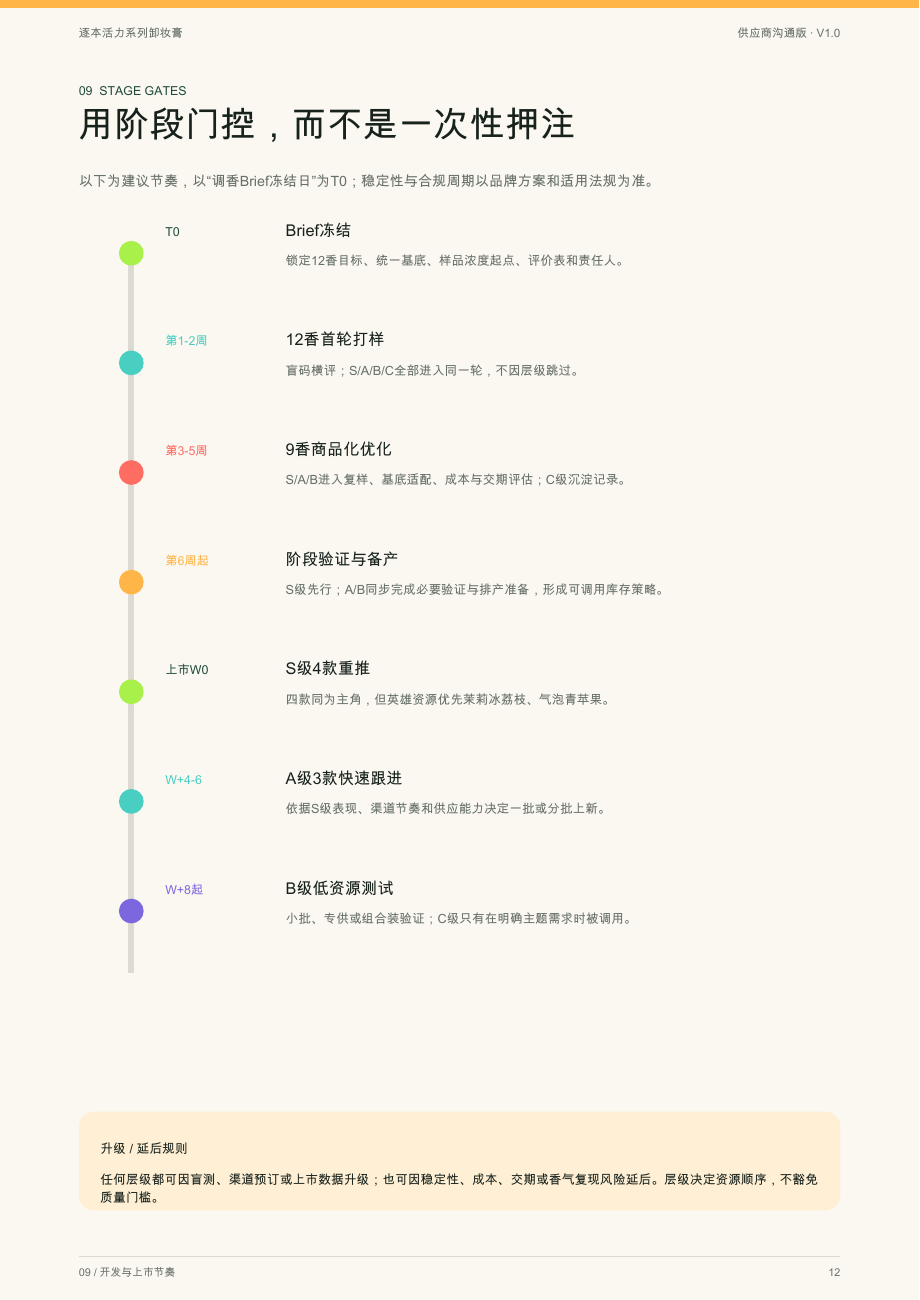 逐本活力系列卸妆膏
供应商沟通版 · V1.0
09 STAGE GATES
用阶段门控，而不是一次性押注
以下为建议节奏，以“调香Brief冻结日”为T0；稳定性与合规周期以品牌方案和适用法规为准。
T0
Brief冻结
锁定12香目标、统一基底、样品浓度起点、评价表和责任人。
第1-2周
12香首轮打样
盲码横评；S/A/B/C全部进入同一轮，不因层级跳过。
第3-5周
9香商品化优化
S/A/B进入复样、基底适配、成本与交期评估；C级沉淀记录。
第6周起
阶段验证与备产
S级先行；A/B同步完成必要验证与排产准备，形成可调用库存策略。
上市W0
S级4款重推
四款同为主角，但英雄资源优先茉莉冰荔枝、气泡青苹果。
W+4-6
A级3款快速跟进
依据S级表现、渠道节奏和供应能力决定一批或分批上新。
W+8起
B级低资源测试
小批、专供或组合装验证；C级只有在明确主题需求时被调用。
升级 / 延后规则
任何层级都可因盲测、渠道预订或上市数据升级；也可因稳定性、成本、交期或香气复现风险延后。层级决定资源顺序，不豁免
质量门槛。
09 / 开发与上市节奏
12